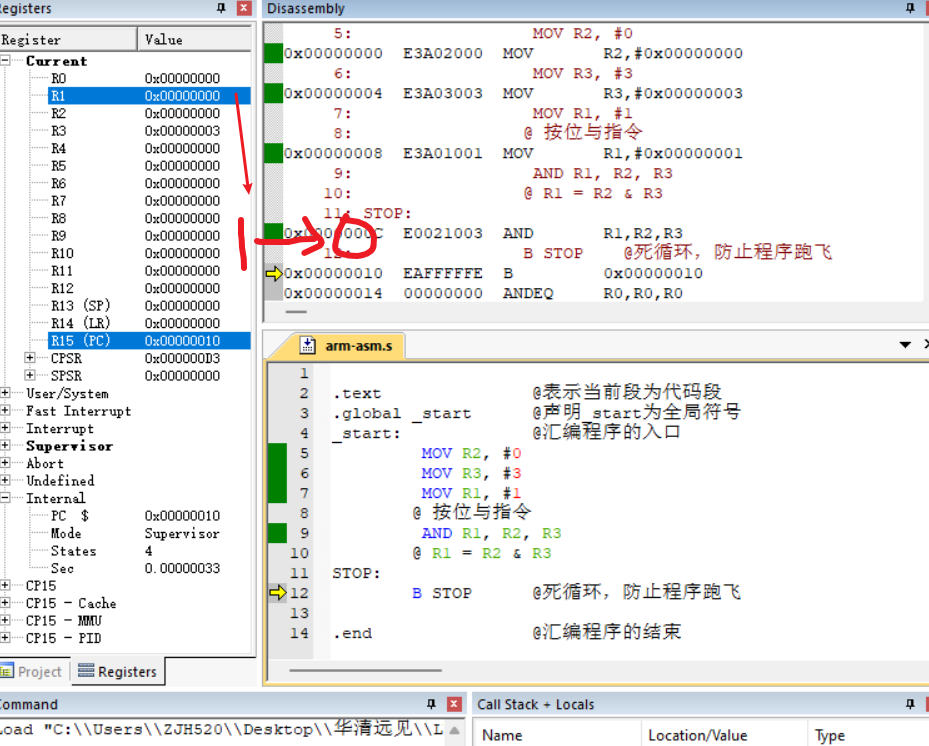 Registers
Register Value
Current
R0 0x00000000
R1 0x00000000
R2 0x00000000
R3 0x00000003
R4 0x00000000
R5 0x00000000
R6 0x00000000
R7 0x00000000
R8 0x00000000
R9 0x00000000
R10 0x00000000
R11 0x00000000
R12 0x00000000
R13 (SP) 0x00000000
R14 (LR) 0x00000000
R15 (PC) 0x00000010
CPSR 0x000000D3
SPSR 0x00000000
User/System
Fast Interrupt
Interrupt
Supervisor
Abort
Undefined
Internal
PC $ 0x00000010
Mode Supervisor
States 4
Sec 0.00000033
CP15
CP15 - Cache
CP15 - MMU
CP15 - PID
Project Registers
Disassembly
5: MOV R2, #0
0x00000000 E3A02000 MOV R2,#0x00000000
6: MOV R3, #3
0x00000004 E3A03003 MOV R3,#0x00000003
7: MOV R1, #1
8: @ 按位与指令
0x00000008 E3A01001 MOV R1,#0x00000001
9: AND R1, R2, R3
10: @ R1 = R2 & R3
11: STOP:
0x0000000C E0021003 AND R1,R2,R3
12: B STOP @死循环，防止程序跑飞
0x00000010 EAFFFFFE B 0x00000010
0x00000014 00000000 ANDEQ R0,R0,R0
arm-asm.s
1
2 .text @表示当前段为代码段
3 .global _start @声明_start为全局符号
4 _start: @汇编程序的入口
5 MOV R2, #0
6 MOV R3, #3
7 MOV R1, #1
8 @ 按位与指令
9 AND R1, R2, R3
10 @ R1 = R2 & R3
11 STOP:
12 B STOP @死循环，防止程序跑飞
13
14 .end @汇编程序的结束
Command
Load "C:\\Users\\ZJH520\\Desktop\\华清远见\\L
Call Stack + Locals
Name Location/Value Type